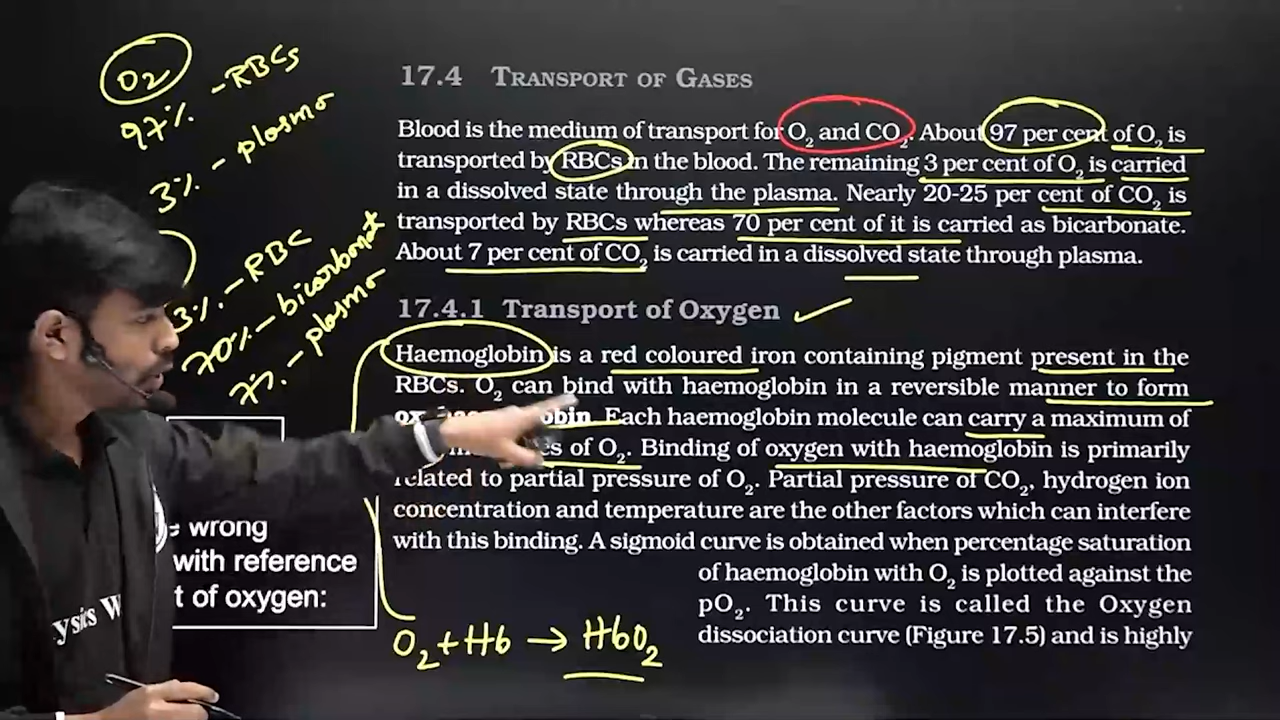 O2
97% - RBCs
3% - plasma
3%. - RBC
70% - bicarbonat
7%. - plasma
17.4 TRANSPORT OF GASES
Blood is the medium of transport for O2 and CO2. About 97 per cent of O2 is
transported by RBCs in the blood. The remaining 3 per cent of O2 is carried
in a dissolved state through the plasma. Nearly 20-25 per cent of CO2 is
transported by RBCs whereas 70 per cent of it is carried as bicarbonate.
About 7 per cent of CO2 is carried in a dissolved state through plasma.
17.4.1 Transport of Oxygen
Haemoglobin is a red coloured iron containing pigment present in the
RBCs. O2 can bind with haemoglobin in a reversible manner to form
Each haemoglobin molecule can carry a maximum of
of O2. Binding of oxygen with haemoglobin is primarily
related to partial pressure of O2. Partial pressure of CO2, hydrogen ion
concentration and temperature are the other factors which can interfere
with this binding. A sigmoid curve is obtained when percentage saturation
of haemoglobin with O2 is plotted against the
pO2. This curve is called the Oxygen
dissociation curve (Figure 17.5) and is highly
wrong
with reference
of oxygen:
O2 + Hb → HbO2